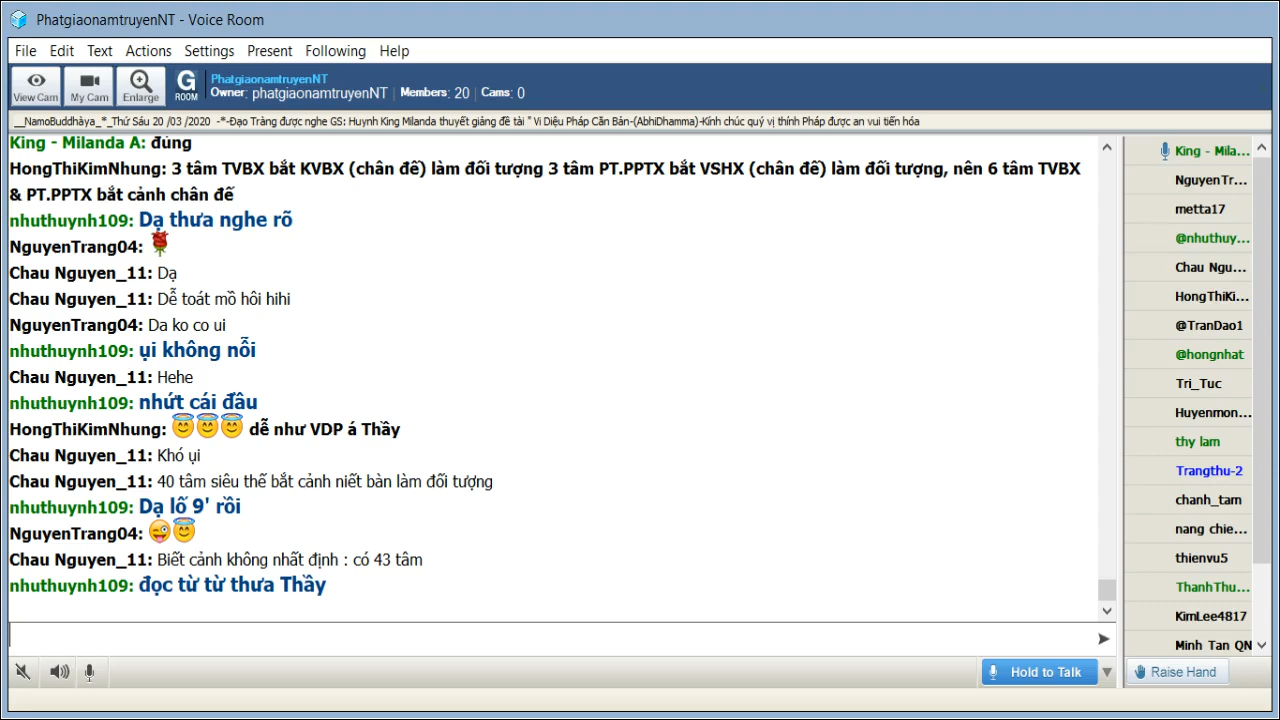 PhatgiaonamtruyenNT - Voice Room
File Edit Text Actions Settings Present Following Help
View Cam My Cam Enlarge G ROOM
PhatgiaonamtruyenNT
Owner: phatgiaonamtruyenNT Members: 20 Cams: 0
__NamoBuddhàya_*_Thứ Sáu 20 /03 /2020 -*-Đạo Tràng được nghe GS: Huynh King Milanda thuyết giảng đề tài " Vi Diệu Pháp Căn Bản-(AbhiDhamma)-Kính chúc quý vị thính Pháp được an vui tiến hóa
King - Milanda A: đúng
HongThiKimNhung: 3 tâm TVBX bắt KVBX (chân đế) làm đối tượng 3 tâm PT.PPTX bắt VSHX (chân đế) làm đối tượng, nên 6 tâm TVBX
& PT.PPTX bắt cảnh chân đế
nhuthuynh109: Dạ thưa nghe rõ
NguyenTrang04:
Chau Nguyen_11: Dạ
Chau Nguyen_11: Dễ toát mồ hôi hihi
NguyenTrang04: Da ko co ui
nhuthuynh109: ụi không nỗi
Chau Nguyen_11: Hehe
nhuthuynh109: nhứt cái đâu
HongThiKimNhung: dễ như VDP á Thầy
Chau Nguyen_11: Khó ụi
Chau Nguyen_11: 40 tâm siêu thế bắt cảnh niết bàn làm đối tượng
nhuthuynh109: Dạ lố 9' rồi
NguyenTrang04:
Chau Nguyen_11: Biết cảnh không nhất định : có 43 tâm
nhuthuynh109: đọc từ từ thưa Thầy
King - Mila...
NguyenTr...
metta17
@nhuthuy...
Chau Ngu...
HongThiKi...
@TranDao1
@hongnhat
Tri_Tuc
Huyenmon...
thy lam
Trangthu-2
chanh_tam
nang chie...
thienvu5
ThanhThu...
KimLee4817
Minh Tan QN
Hold to Talk
Raise Hand